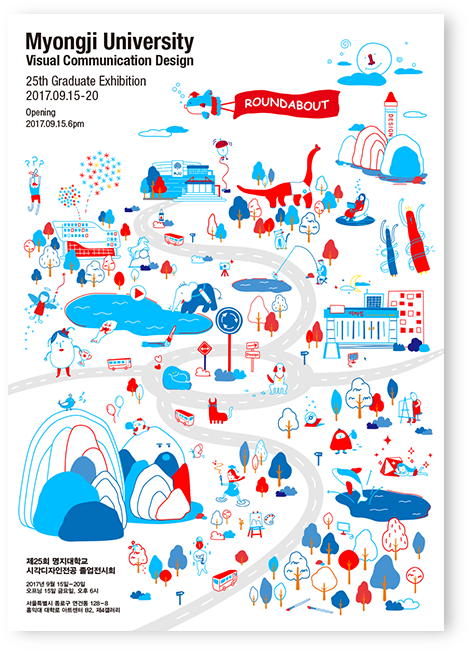 Myongji University
Visual Communication Design
25th Graduate Exhibition
2017.09.15-20
Opening
2017.09.15.6pm
ROUNDABOUT
DESIGN
Design
제25회 명지대학교
시각디자인전공 졸업전시회
2017년 9월 15일~20일
오프닝 15일 금요일, 오후 6시
서울특별시 종로구 연건동 128-8
홍익대 대학로 아트센터 B2, 제4갤러리